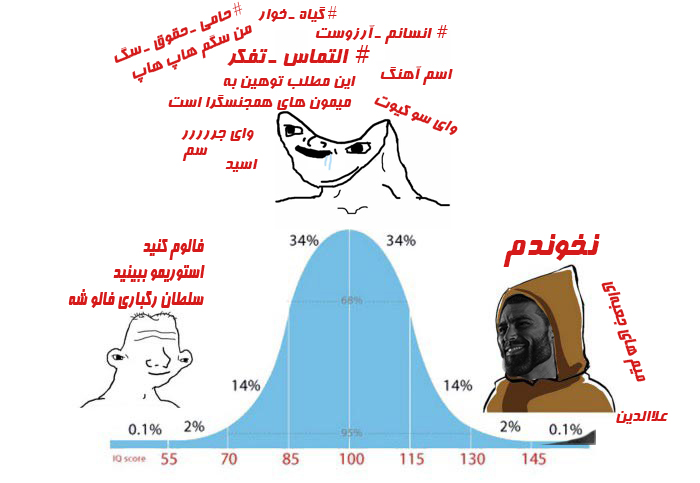 #حامی_حقوق_سگ
من سگم هاپ هاپ
#گیاه_خوار
# انسانم_آرزوست
# التماس_تفکر
اسم آهنگ
این مطلب توهین به
میمون های همجنسگرا است
وای سو کیوت
وای جررررر
سم
اسید
فالوم کنید
استوریمو ببینید
سلطان رگباری فالو شه
نخوندم
میم های جعبه‌ای
علاالدین
34%
34%
68%
14%
14%
0.1%
2%
95%
2%
0.1%
IQ score 55 70 85 100 115 130 145